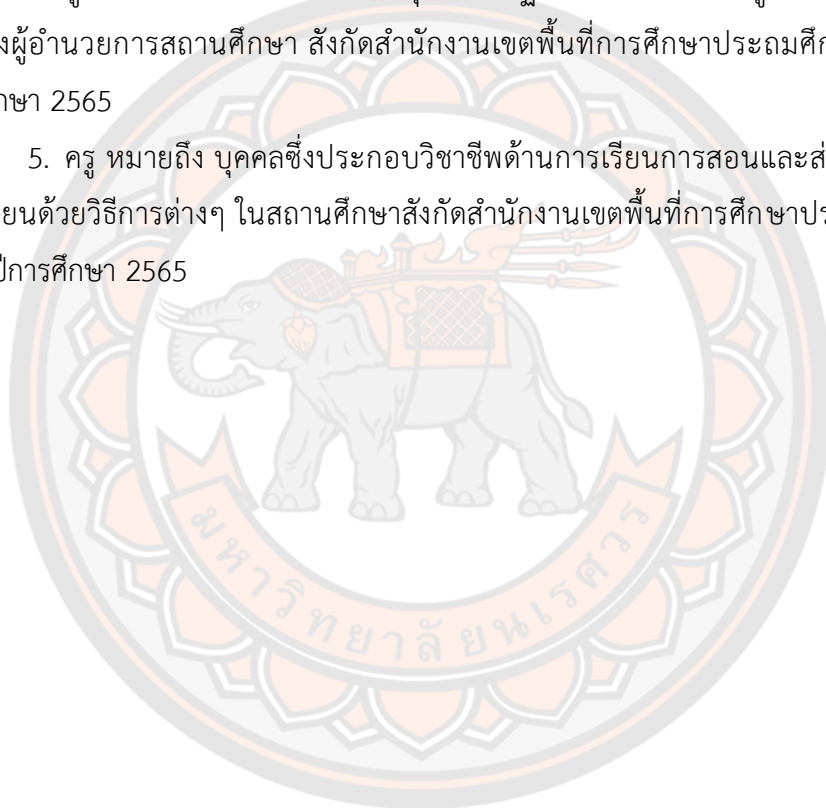 งผู้อำนวยการสถานศึกษา สังกัดสำนักงานเขตพื้นที่การศึกษาประถมศึก
กษา 2565
5. ครู หมายถึง บุคคลซึ่งประกอบวิชาชีพด้านการเรียนการสอนและส่
ยนด้วยวิธีการต่างๆ ในสถานศึกษาสังกัดสำนักงานเขตพื้นที่การศึกษาประ
ปีการศึกษา 2565
มหาวิทยาลัยนเรศวร